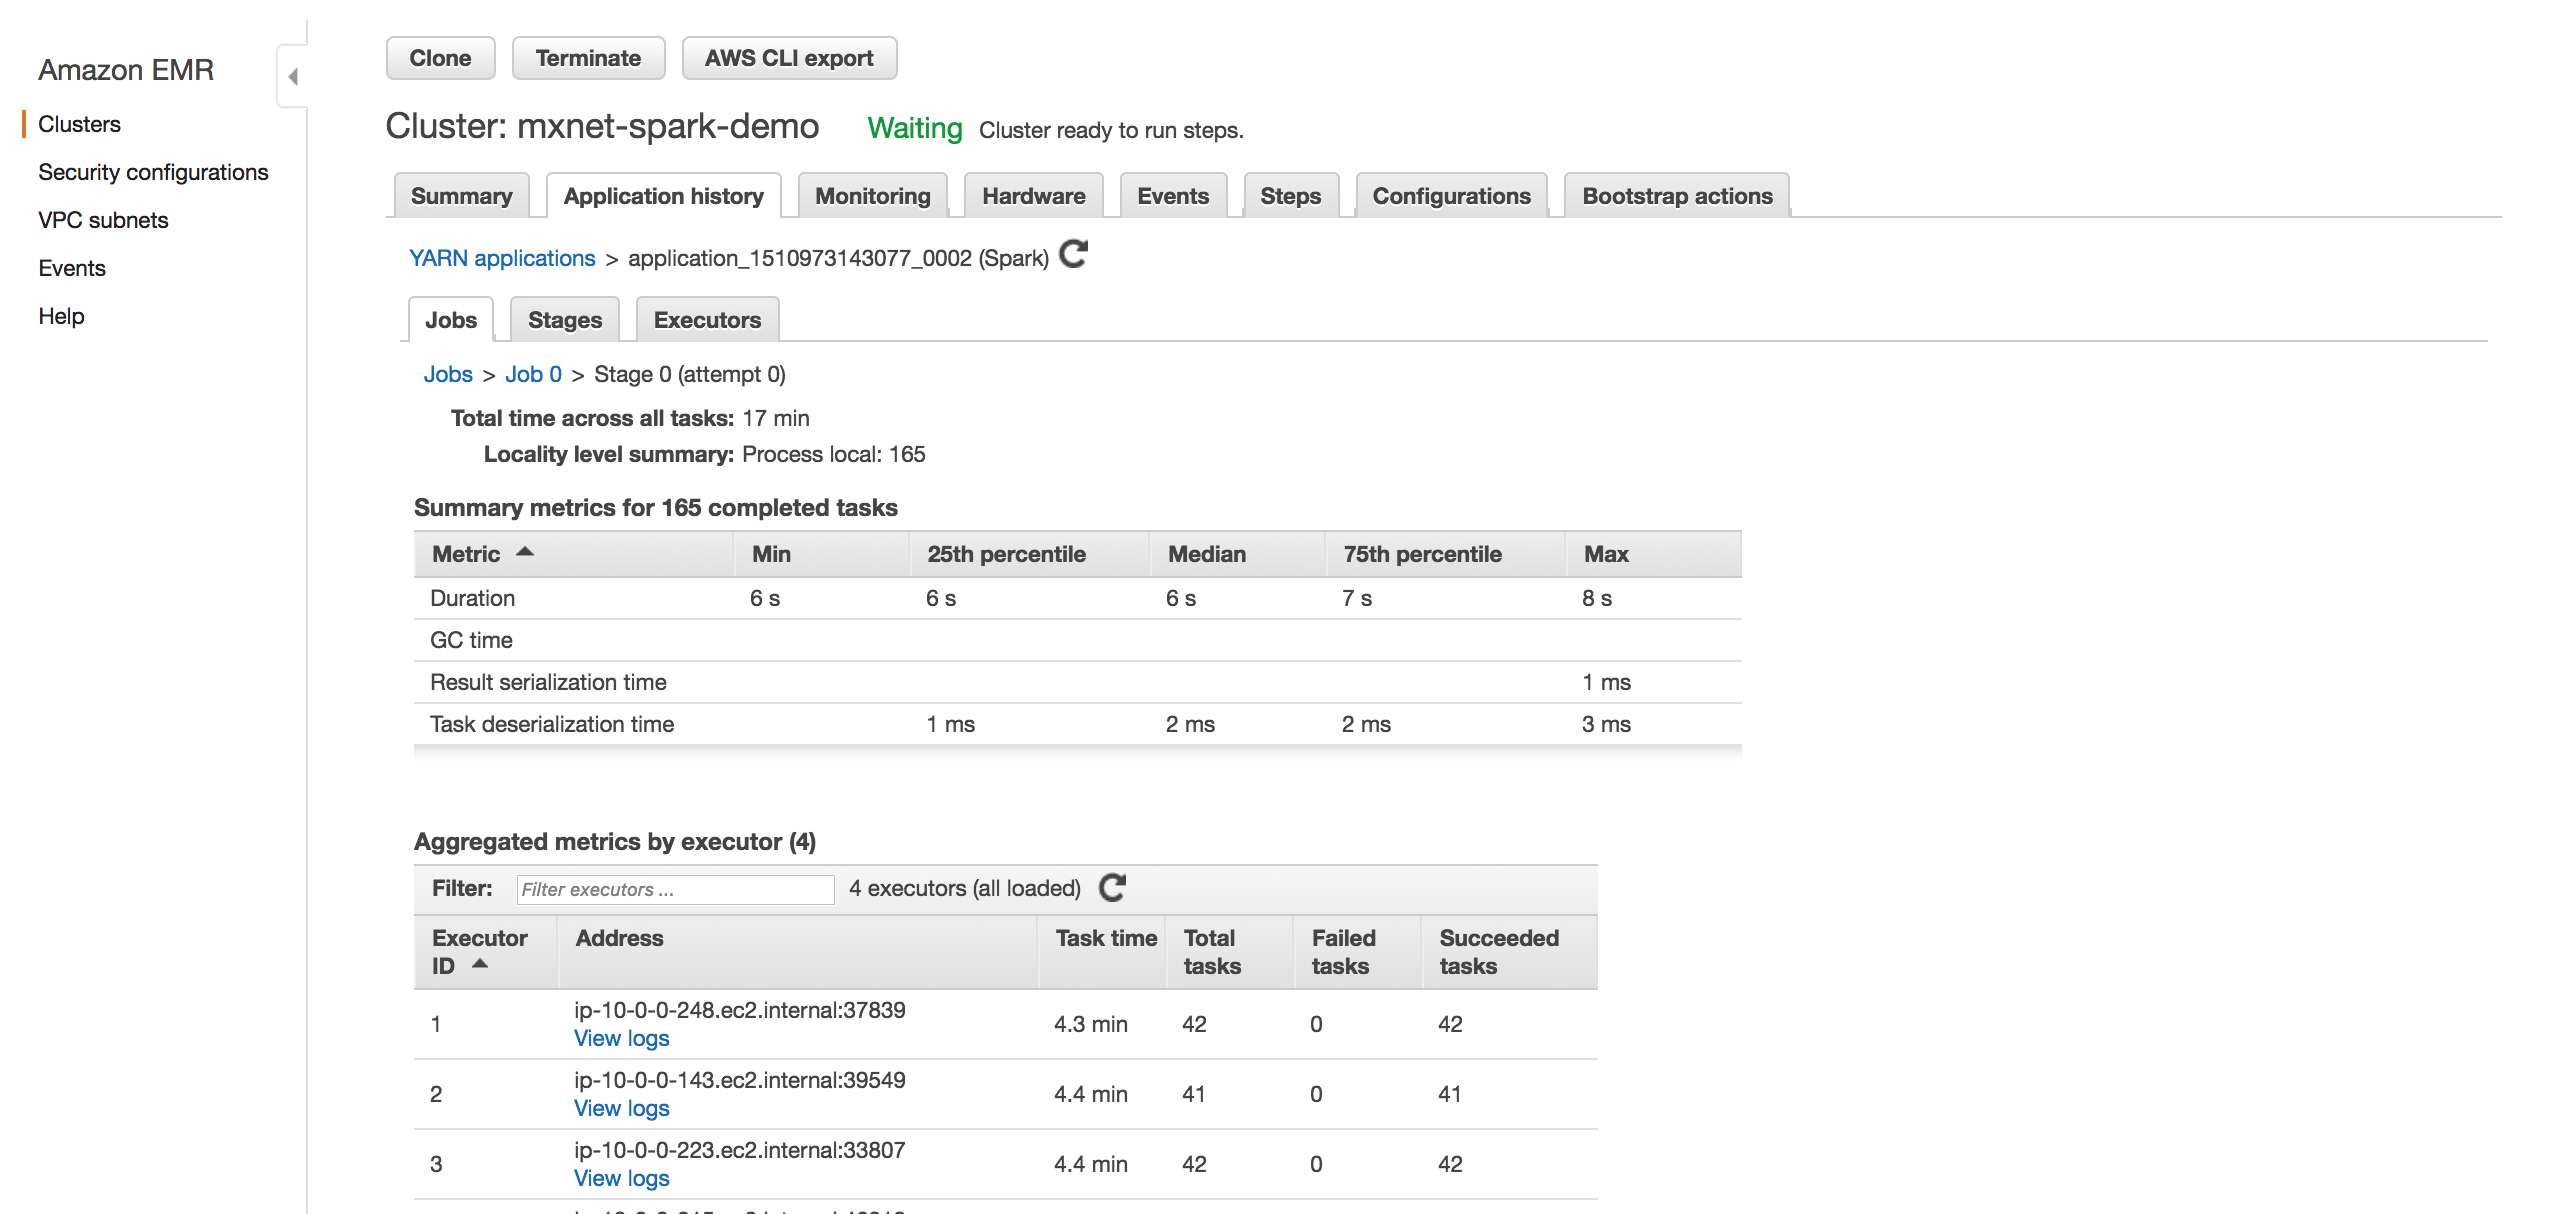 Amazon EMR
Clusters
Security configurations
VPC subnets
Events
Help
Clone Terminate AWS CLI export
Cluster: mxnet-spark-demo Waiting Cluster ready to run steps.
Summary Application history Monitoring Hardware Events Steps Configurations Bootstrap actions
YARN applications > application_1510973143077_0002 (Spark)
Jobs Stages Executors
Jobs > Job 0 > Stage 0 (attempt 0)
Total time across all tasks: 17 min
Locality level summary: Process local: 165
Summary metrics for 165 completed tasks
Metric Min 25th percentile Median 75th percentile Max
Duration 6 s 6 s 6 s 7 s 8 s
GC time
Result serialization time 1 ms
Task deserialization time 1 ms 2 ms 2 ms 3 ms
Aggregated metrics by executor (4)
Filter: Filter executors ... 4 executors (all loaded)
Executor ID Address Task time Total tasks Failed tasks Succeeded tasks
1 ip-10-0-0-248.ec2.internal:37839 4.3 min 42 0 42
View logs
2 ip-10-0-0-143.ec2.internal:39549 4.4 min 41 0 41
View logs
3 ip-10-0-0-223.ec2.internal:33807 4.4 min 42 0 42
View logs